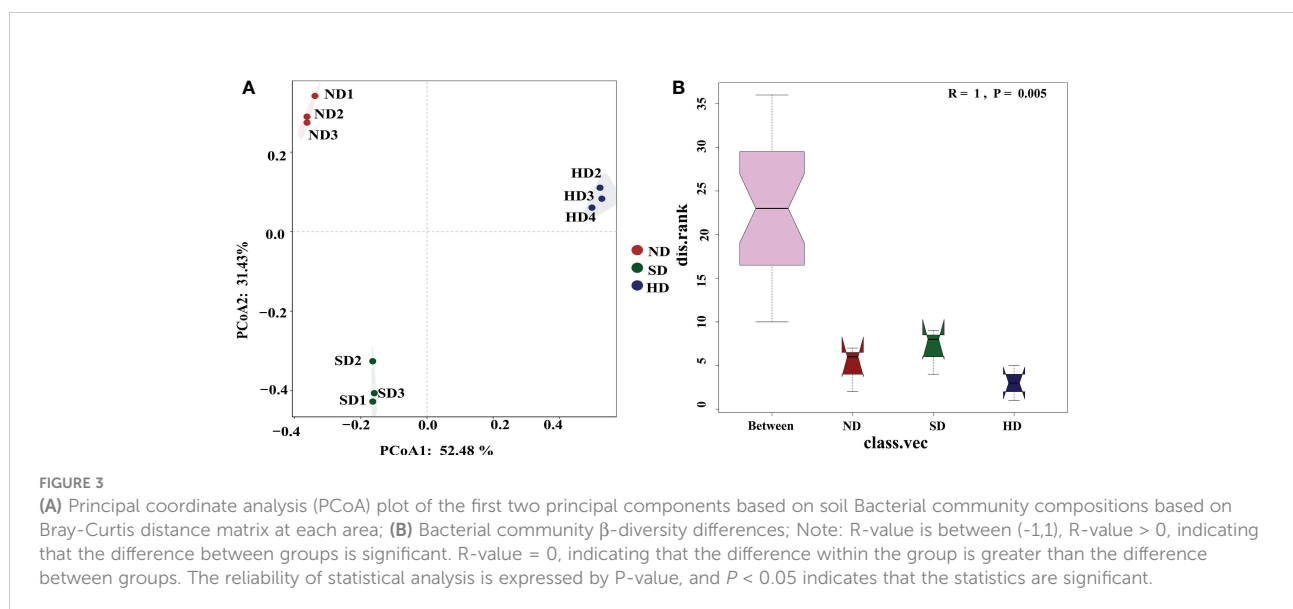 A
ND1
ND2
ND3
HD2
HD3
HD4
SD2
SD3
SD1
0.2
0.0
−0.2
−0.4
PCoA2: 31.43%
−0.4
−0.2
0.0
0.2
0.4
PCoA1: 52.48 %
ND
SD
HD
B
R = 1 , P = 0.005
35
30
25
20
15
10
5
0
dis.rank
Between
ND
SD
HD
class.vec
FIGURE 3
(A) Principal coordinate analysis (PCoA) plot of the first two principal components based on soil Bacterial community compositions based on
Bray-Curtis distance matrix at each area; (B) Bacterial community β-diversity differences; Note: R-value is between (-1,1), R-value > 0, indicating
that the difference between groups is significant. R-value = 0, indicating that the difference within the group is greater than the difference
between groups. The reliability of statistical analysis is expressed by P-value, and P < 0.05 indicates that the statistics are significant.